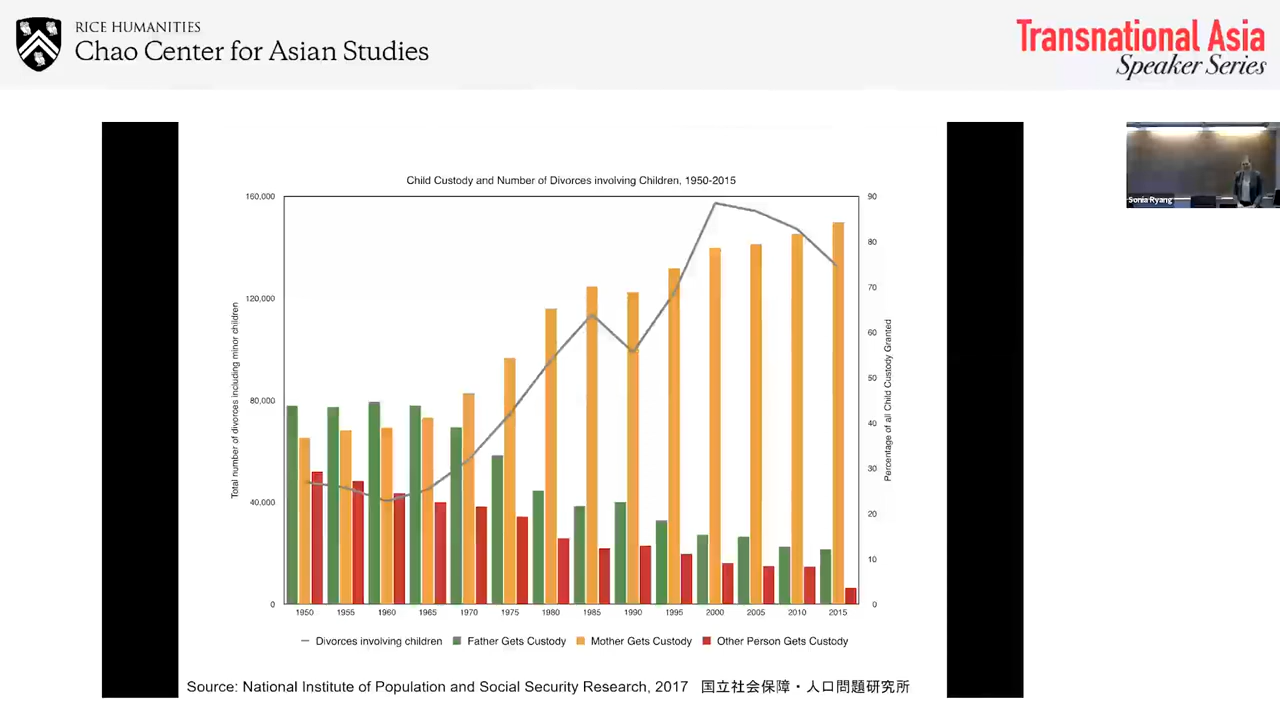 RICE HUMANITIES
Chao Center for Asian Studies
Transnational Asia
Speaker Series
Sonia Ryang
Child Custody and Number of Divorces involving Children, 1950-2015
160,000
120,000
80,000
40,000
0
Total number of divorces including minor children
90
80
70
60
50
40
30
20
10
0
Percentage of all Child Custody Granted
1950 1955 1960 1965 1970 1975 1980 1985 1990 1995 2000 2005 2010 2015
Divorces involving children Father Gets Custody Mother Gets Custody Other Person Gets Custody
Source: National Institute of Population and Social Security Research, 2017 国立社会保障・人口問題研究所